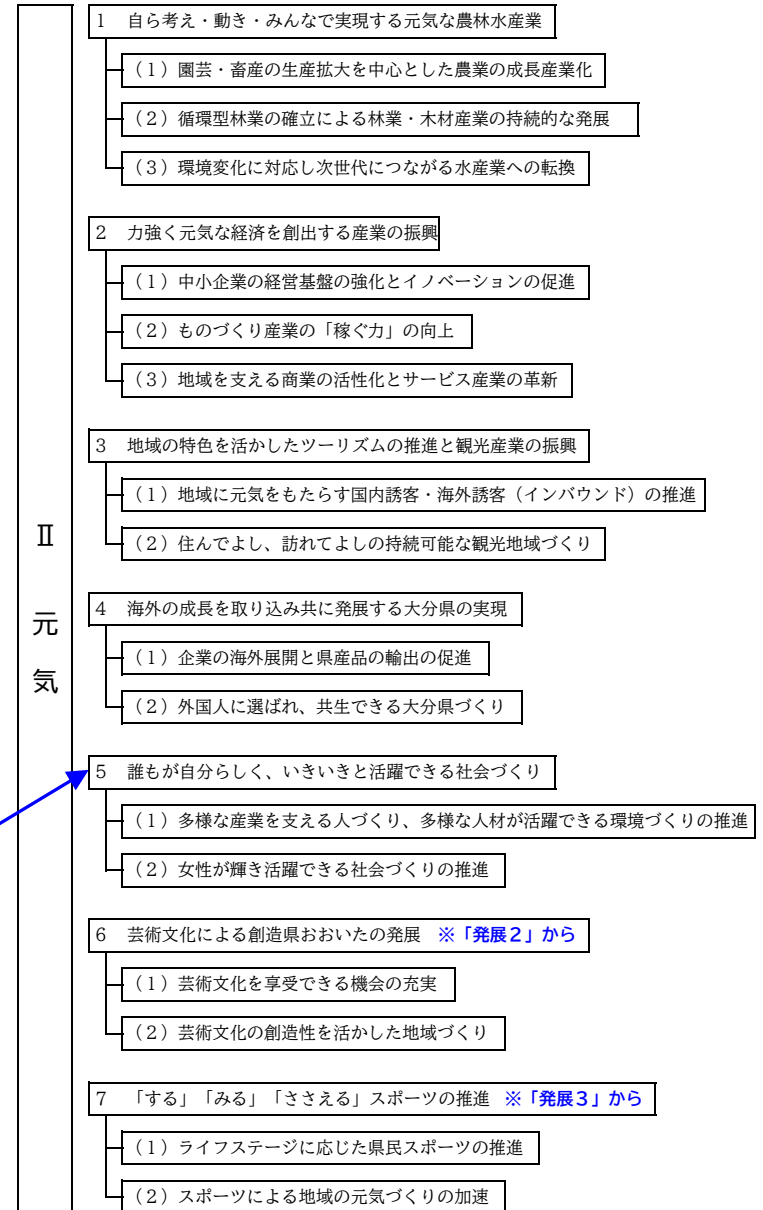 Ⅱ
元
気
1　自ら考え・動き・みんなで実現する元気な農林水産業
（1）園芸・畜産の生産拡大を中心とした農業の成長産業化
（2）循環型林業の確立による林業・木材産業の持続的な発展
（3）環境変化に対応し次世代につながる水産業への転換
2　力強く元気な経済を創出する産業の振興
（1）中小企業の経営基盤の強化とイノベーションの促進
（2）ものづくり産業の「稼ぐ力」の向上
（3）地域を支える商業の活性化とサービス産業の革新
3　地域の特色を活かしたツーリズムの推進と観光産業の振興
（1）地域に元気をもたらす国内誘客・海外誘客（インバウンド）の推進
（2）住んでよし、訪れてよしの持続可能な観光地域づくり
4　海外の成長を取り込み共に発展する大分県の実現
（1）企業の海外展開と県産品の輸出の促進
（2）外国人に選ばれ、共生できる大分県づくり
5　誰もが自分らしく、いきいきと活躍できる社会づくり
（1）多様な産業を支える人づくり、多様な人材が活躍できる環境づくりの推進
（2）女性が輝き活躍できる社会づくりの推進
6　芸術文化による創造県おおいたの発展　※「発展2」から
（1）芸術文化を享受できる機会の充実
（2）芸術文化の創造性を活かした地域づくり
7　「する」「みる」「ささえる」スポーツの推進　※「発展3」から
（1）ライフステージに応じた県民スポーツの推進
（2）スポーツによる地域の元気づくりの加速